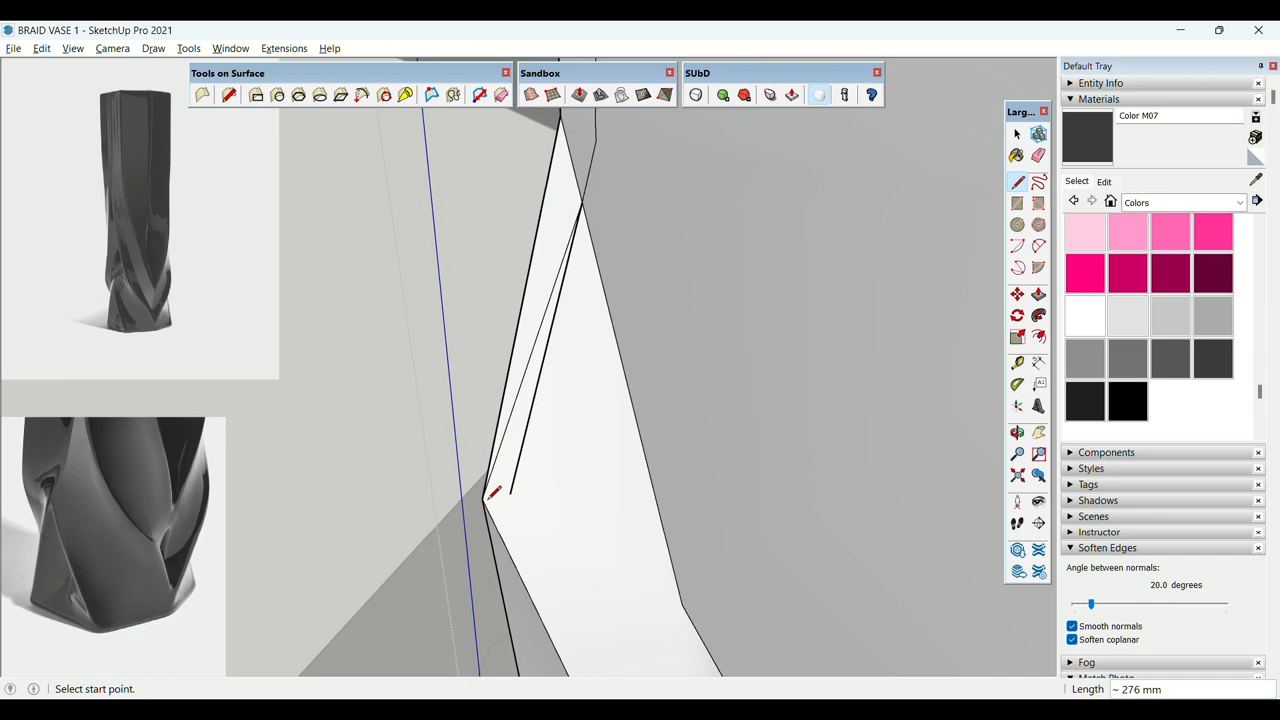 BRAID VASE 1 - SketchUp Pro 2021
File Edit View Camera Draw Tools Window Extensions Help
Tools on Surface
Sandbox
SUbD
Larg...
Default Tray
Entity Info
Materials
Color M07
Select Edit
Colors
Components
Styles
Tags
Shadows
Scenes
Instructor
Soften Edges
Angle between normals:
20.0 degrees
Smooth normals
Soften coplanar
Fog
Match Photo
Select start point.
Length ~ 276 mm